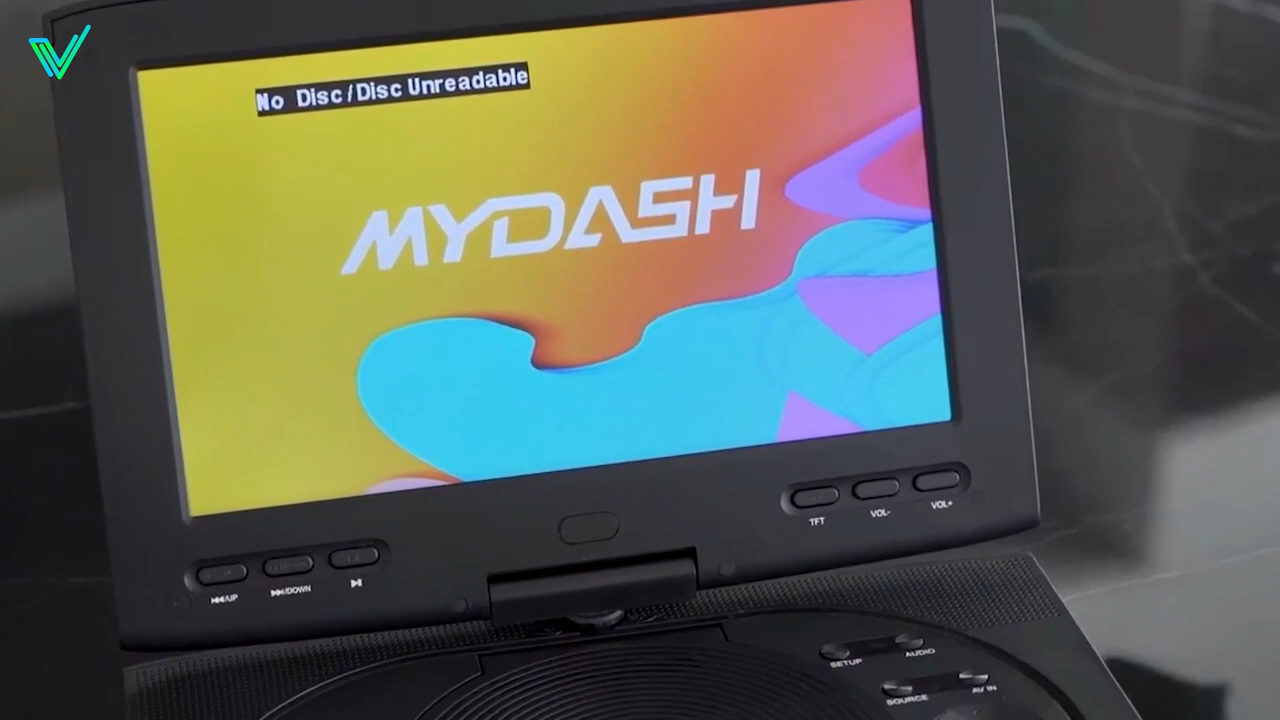 No Disc/Disc Unreadable
MYDASH
TFT
VOL-
VOL+
⏮/UP
⏭/DOWN
⏯
SETUP
AUDIO
SOURCE
AV IN